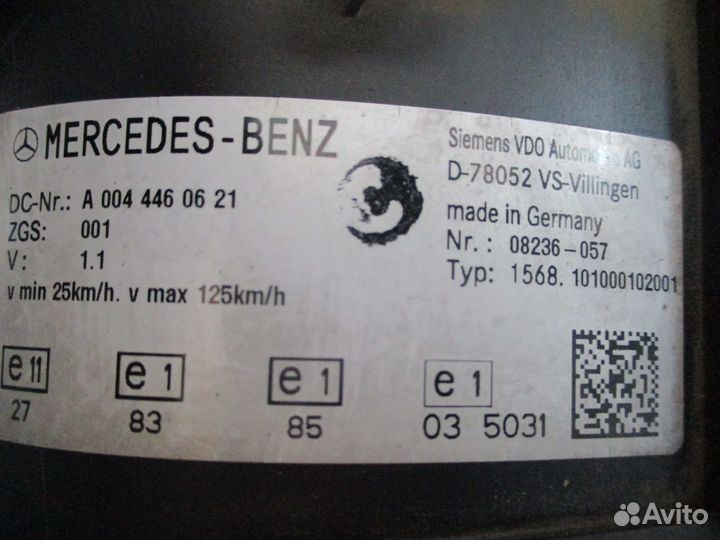 MERCEDES-BENZ
DC-Nr.: A 004 446 06 21
ZGS: 001
V: 1.1
v min 25km/h. v max 125km/h
e 11
27
e 1
83
e 1
85
e 1
03 5031
Siemens VDO Automotive AG
D-78052 VS-Villingen
made in Germany
Nr.: 08236-057
Typ: 1568.101000102001
Avito